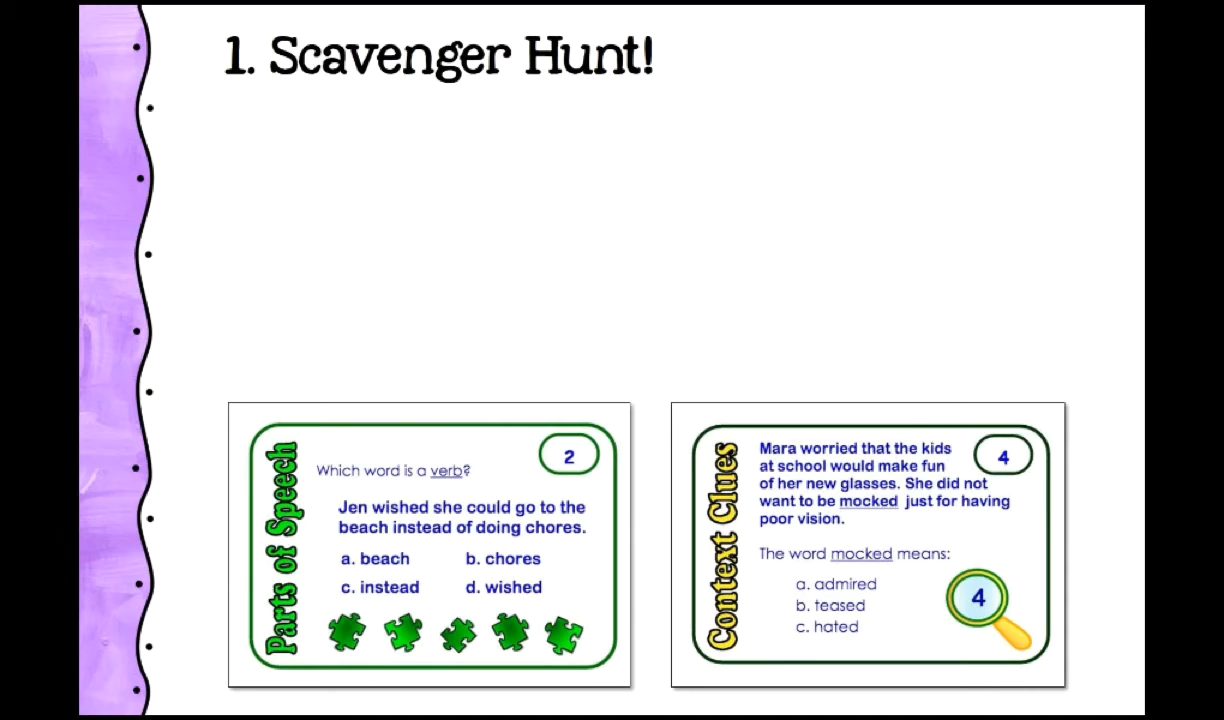 1. Scavenger Hunt!
Parts of Speech
2
Which word is a verb?
Jen wished she could go to the
beach instead of doing chores.
a. beach b. chores
c. instead d. wished
Context Clues
4
Mara worried that the kids
at school would make fun
of her new glasses. She did not
want to be mocked just for having
poor vision.
The word mocked means:
a. admired
b. teased
c. hated
4